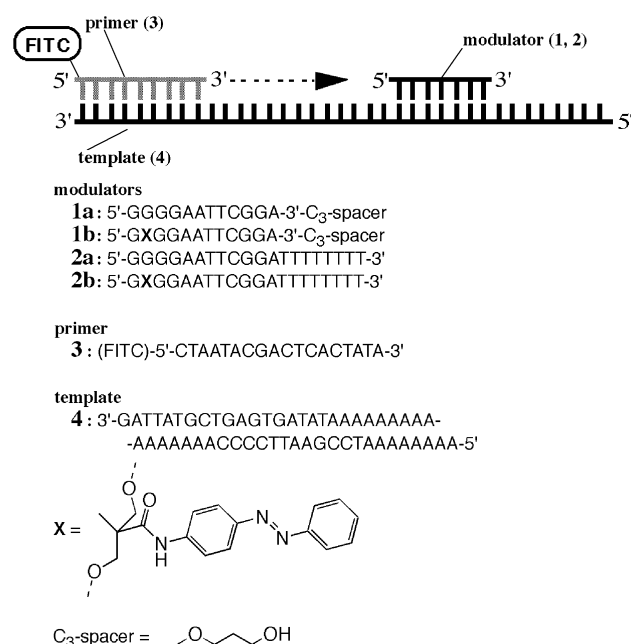 primer (3)
FITC
modulator (1, 2)
5' 3' 5' 3'
3' 5'
template (4)
modulators
1a: 5'-GGGGAATTCGGA-3'-C3-spacer
1b: 5'-GXGGAATTCGGA-3'-C3-spacer
2a: 5'-GGGGAATTCGGATTTTTTTT-3'
2b: 5'-GXGGAATTCGGATTTTTTTT-3'
primer
3 : (FITC)-5'-CTAATACGACTCACTATA-3'
template
4 : 3'-GATTATGCTGAGTGATATAAAAAAAAA-
-AAAAAAACCCCTTAAGCCTAAAAAAAA-5'
O
O
X =
N
N
N
H
O
C3-spacer = O OH